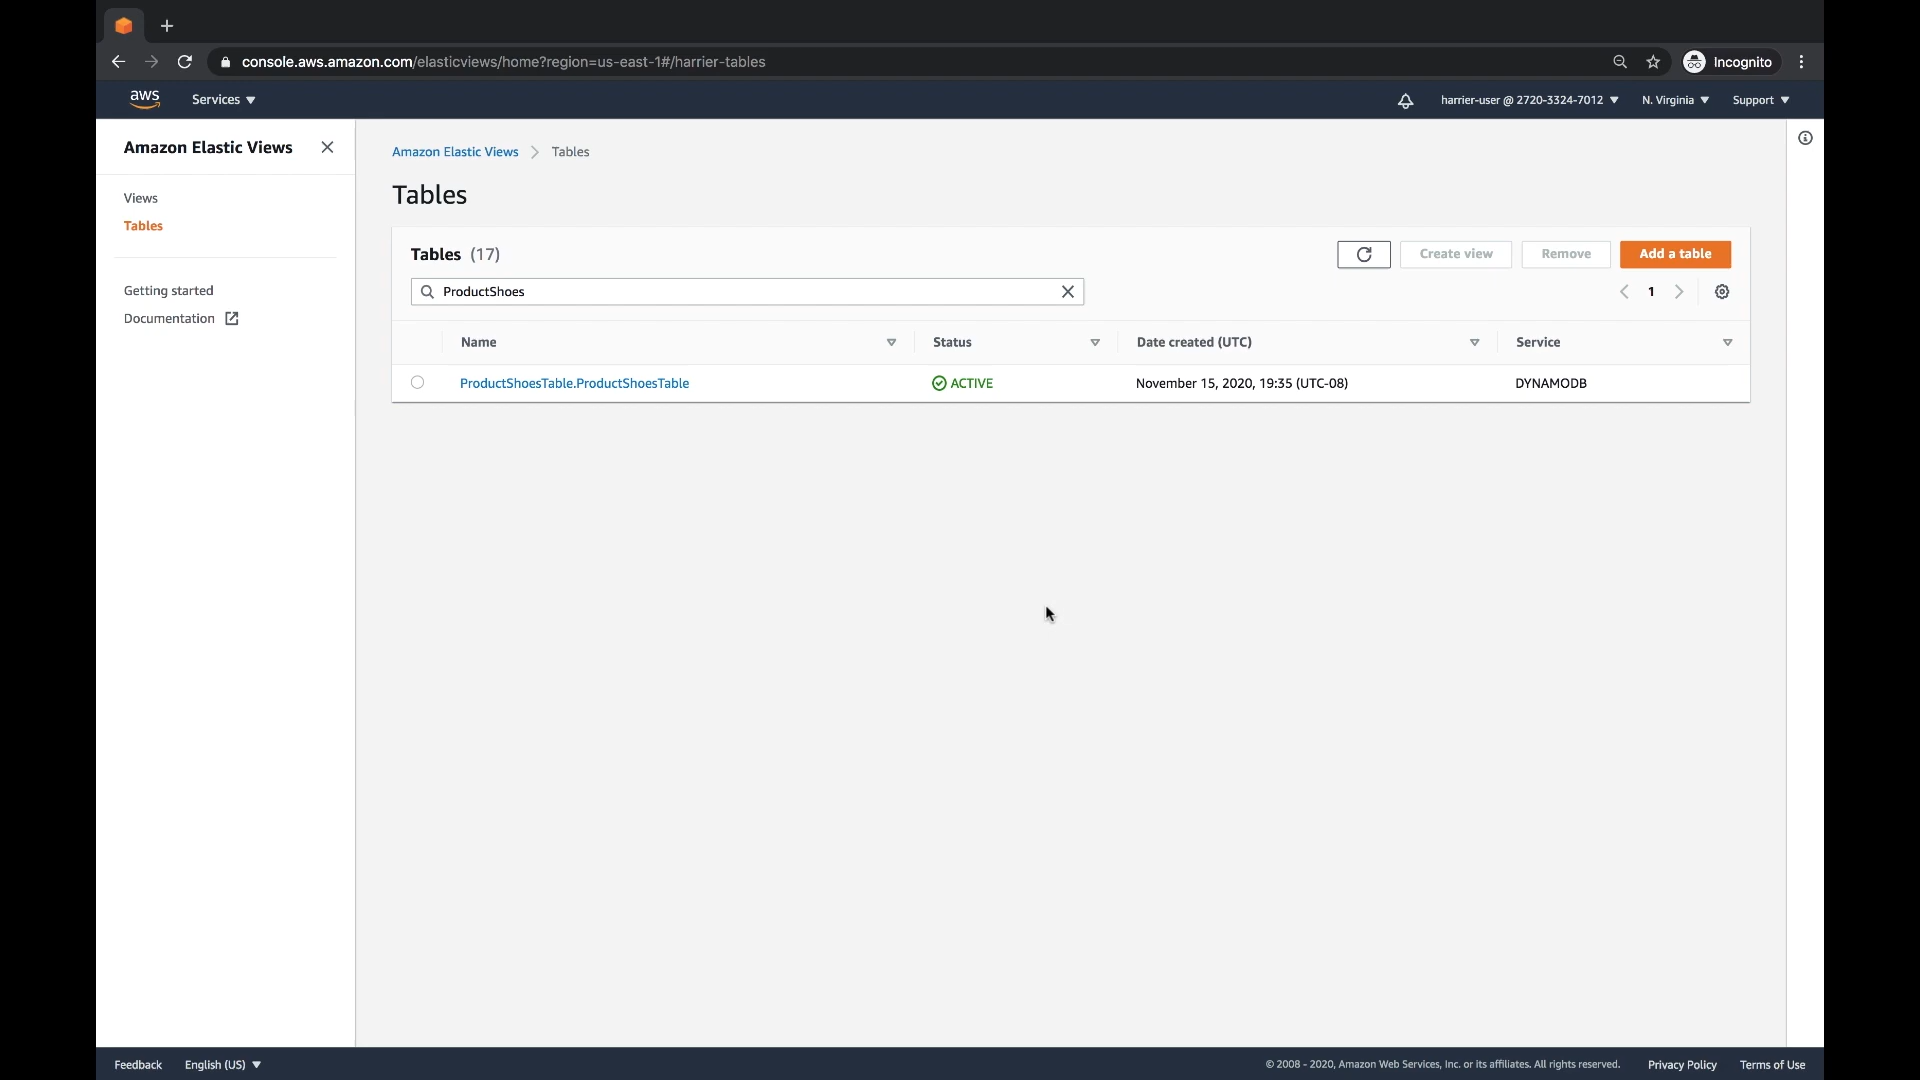 console.aws.amazon.com/elasticviews/home?region=us-east-1#/harrier-tables
Incognito
aws
Services
harrier-user @ 2720-3324-7012
N. Virginia
Support
Amazon Elastic Views
Views
Tables
Getting started
Documentation
Amazon Elastic Views
Tables
Tables
Tables (17)
Create view
Remove
Add a table
ProductShoes
1
Name
Status
Date created (UTC)
Service
ProductShoesTable.ProductShoesTable
ACTIVE
November 15, 2020, 19:35 (UTC-08)
DYNAMODB
Feedback
English (US)
© 2008 - 2020, Amazon Web Services, Inc. or its affiliates. All rights reserved.
Privacy Policy
Terms of Use